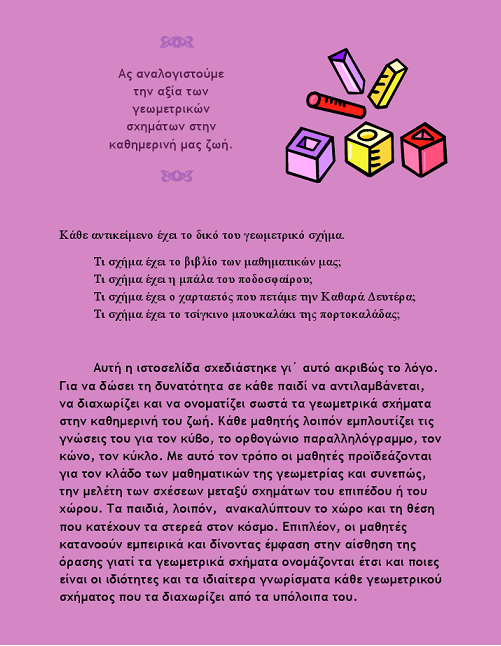 Ας αναλογιστούμε
την αξία των
γεωμετρικών
σχημάτων στην
καθημερινή μας ζωή.
Κάθε αντικείμενο έχει το δικό του γεωμετρικό σχήμα.
Τι σχήμα έχει το βιβλίο των μαθηματικών μας;
Τι σχήμα έχει η μπάλα του ποδοσφαίρου;
Τι σχήμα έχει ο χαρταετός που πετάμε την Καθαρά Δευτέρα;
Τι σχήμα έχει το τσίγκινο μπουκαλάκι της πορτοκαλάδας;
Αυτή η ιστοσελίδα σχεδιάστηκε γι΄ αυτό ακριβώς το λόγο.
Για να δώσει τη δυνατότητα σε κάθε παιδί να αντιλαμβάνεται,
να διαχωρίζει και να ονοματίζει σωστά τα γεωμετρικά σχήματα
στην καθημερινή του ζωή. Κάθε μαθητής λοιπόν εμπλουτίζει τις
γνώσεις του για τον κύβο, το ορθογώνιο παραλληλόγραμμο, τον
κώνο, τον κύκλο. Με αυτό τον τρόπο οι μαθητές προϊδεάζονται
για τον κλάδο των μαθηματικών της γεωμετρίας και συνεπώς,
την μελέτη των σχέσεων μεταξύ σχημάτων του επιπέδου ή του
χώρου. Τα παιδιά, λοιπόν, ανακαλύπτουν το χώρο και τη θέση
που κατέχουν τα στερεά στον κόσμο. Επιπλέον, οι μαθητές
κατανοούν εμπειρικά και δίνοντας έμφαση στην αίσθηση της
όρασης γιατί τα γεωμετρικά σχήματα ονομάζονται έτσι και ποιες
είναι οι ιδιότητες και τα ιδιαίτερα γνωρίσματα κάθε γεωμετρικού
σχήματος που τα διαχωρίζει από τα υπόλοιπα του.